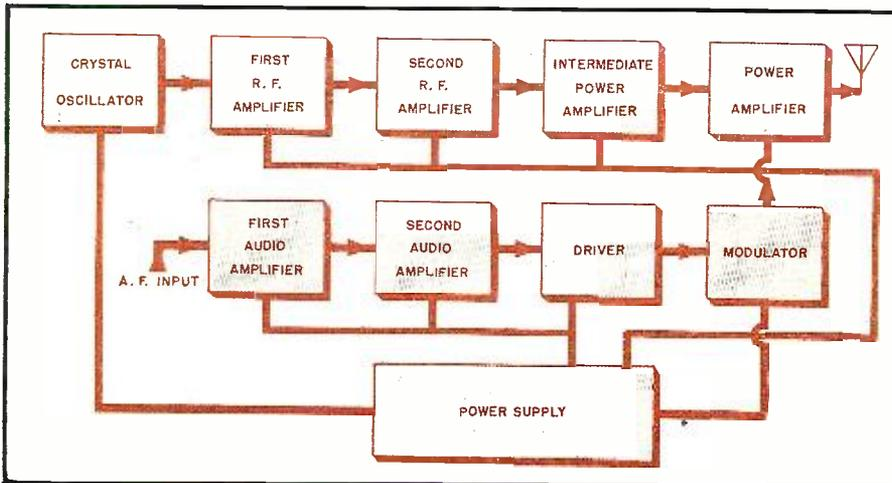 CRYSTAL
OSCILLATOR
FIRST
R. F.
AMPLIFIER
SECOND
R. F.
AMPLIFIER
INTERMEDIATE
POWER
AMPLIFIER
POWER
AMPLIFIER
A. F. INPUT
FIRST
AUDIO
AMPLIFIER
SECOND
AUDIO
AMPLIFIER
DRIVER
MODULATOR
POWER SUPPLY